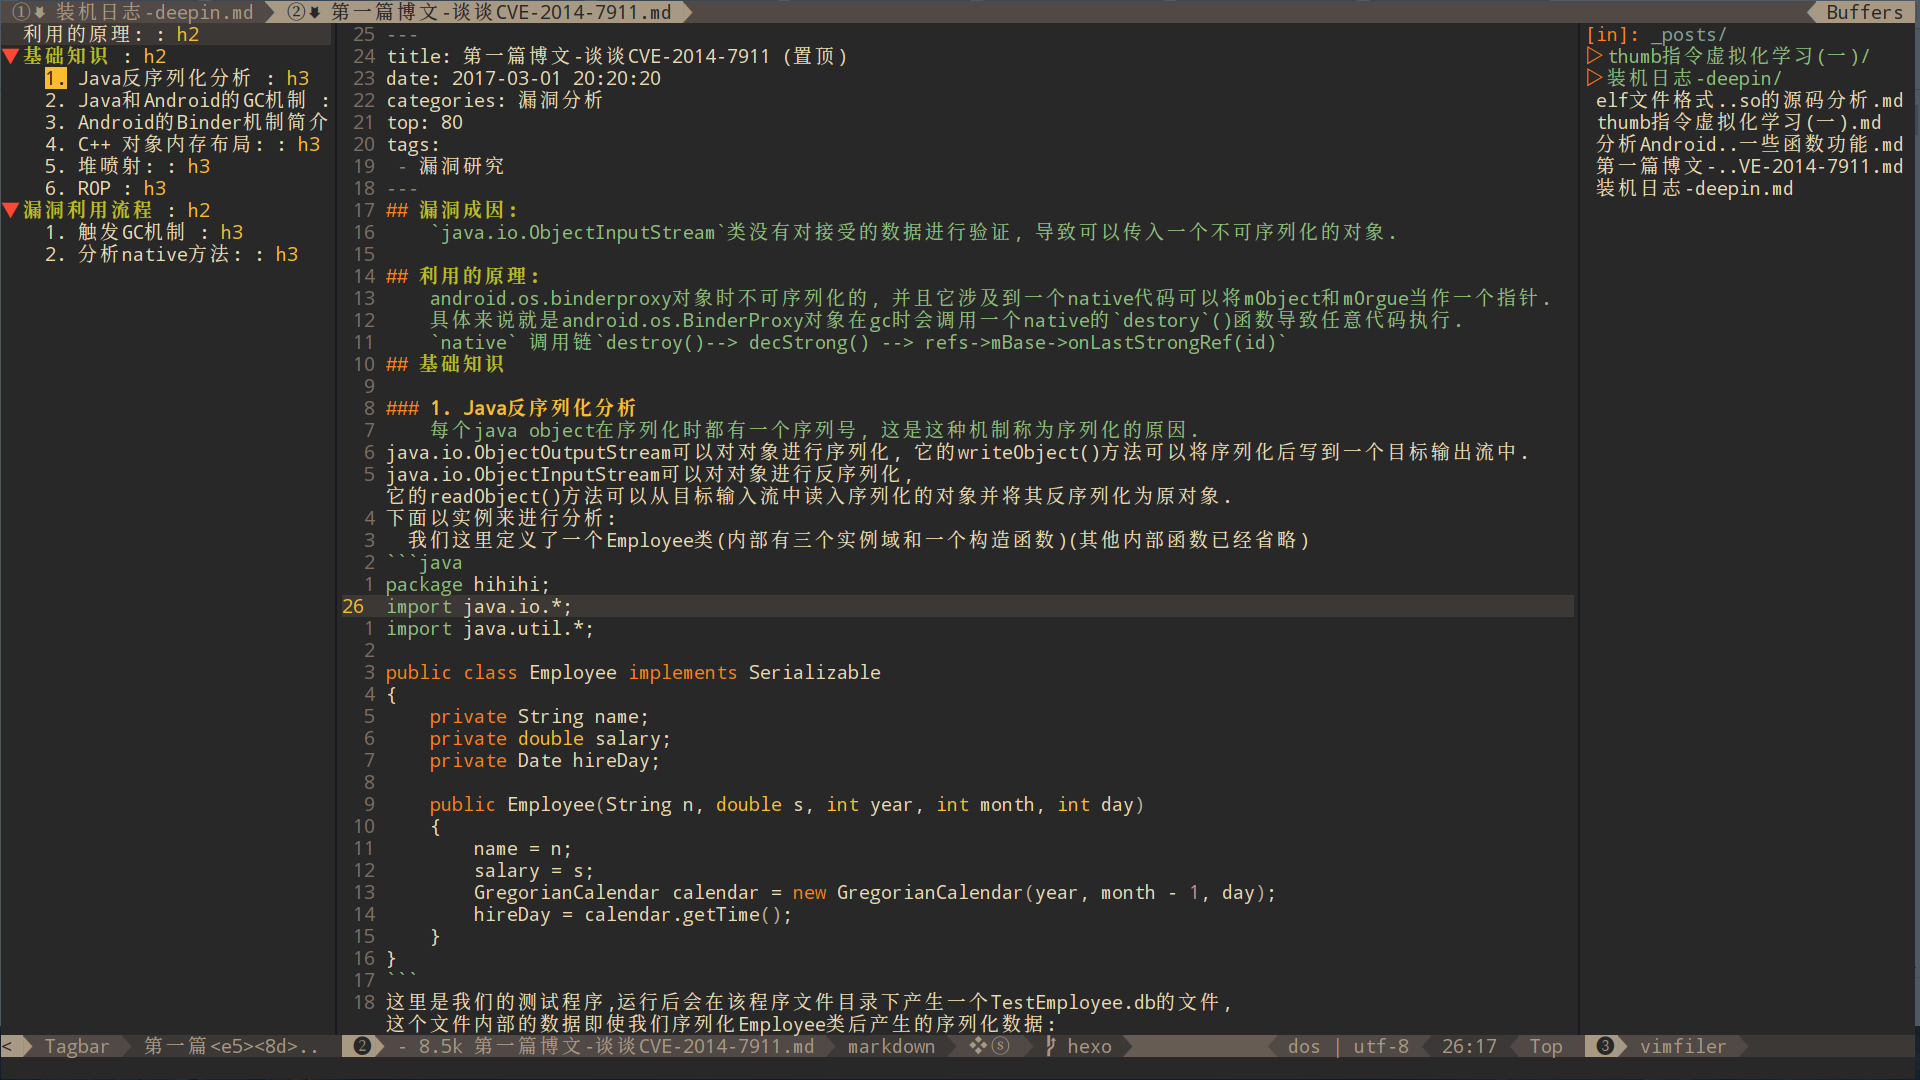 ① 装机日志-deepin.md ② 第一篇博文-谈谈CVE-2014-7911.md Buffers
利用的原理: : h2
▼基础知识 : h2
1. Java反序列化分析 : h3
2. Java和Android的GC机制 :
3. Android的Binder机制简介
4. C++ 对象内存布局: : h3
5. 堆喷射: : h3
6. ROP : h3
▼漏洞利用流程 : h2
1. 触发GC机制 : h3
2. 分析native方法: : h3
25 ---
24 title: 第一篇博文-谈谈CVE-2014-7911 (置顶)
23 date: 2017-03-01 20:20:20
22 categories: 漏洞分析
21 top: 80
20 tags:
19  - 漏洞研究
18 ---
17 ## 漏洞成因:
16     `java.io.ObjectInputStream`类没有对接受的数据进行验证, 导致可以传入一个不可序列化的对象.
15
14 ## 利用的原理:
13     android.os.binderproxy对象时不可序列化的, 并且它涉及到一个native代码可以将mObject和mOrgue当作一个指针.
12     具体来说就是android.os.BinderProxy对象在gc时会调用一个native的`destory`()函数导致任意代码执行.
11     `native` 调用链`destroy()--> decStrong() --> refs->mBase->onLastStrongRef(id)`
10 ## 基础知识
9
8 ### 1. Java反序列化分析
7     每个java object在序列化时都有一个序列号, 这是这种机制称为序列化的原因.
6 java.io.ObjectOutputStream可以对对象进行序列化, 它的writeObject()方法可以将序列化后写到一个目标输出流中.
5 java.io.ObjectInputStream可以对对象进行反序列化,
它的readObject()方法可以从目标输入流中读入序列化的对象并将其反序列化为原对象.
4 下面以实例来进行分析:
3   我们这里定义了一个Employee类(内部有三个实例域和一个构造函数)(其他内部函数已经省略)
2 ```java
1 package hihihi;
26 import java.io.*;
1 import java.util.*;
2
3 public class Employee implements Serializable
4 {
5     private String name;
6     private double salary;
7     private Date hireDay;
8
9     public Employee(String n, double s, int year, int month, int day)
10     {
11         name = n;
12         salary = s;
13         GregorianCalendar calendar = new GregorianCalendar(year, month - 1, day);
14         hireDay = calendar.getTime();
15     }
16 }
17 ```
18 这里是我们的测试程序,运行后会在该程序文件目录下产生一个TestEmployee.db的文件,
这个文件内部的数据即使我们序列化Employee类后产生的序列化数据:
[in]: _posts/
▷thumb指令虚拟化学习(一)/
▷装机日志-deepin/
elf文件格式..so的源码分析.md
thumb指令虚拟化学习(一).md
分析Android..一些函数功能.md
第一篇博文-..VE-2014-7911.md
装机日志-deepin.md
< Tagbar 第一篇<e5><8d>.. ❷ - 8.5k 第一篇博文-谈谈CVE-2014-7911.md markdown ❖Ⓢ hexo dos | utf-8 26:17 Top ❸ vimfiler